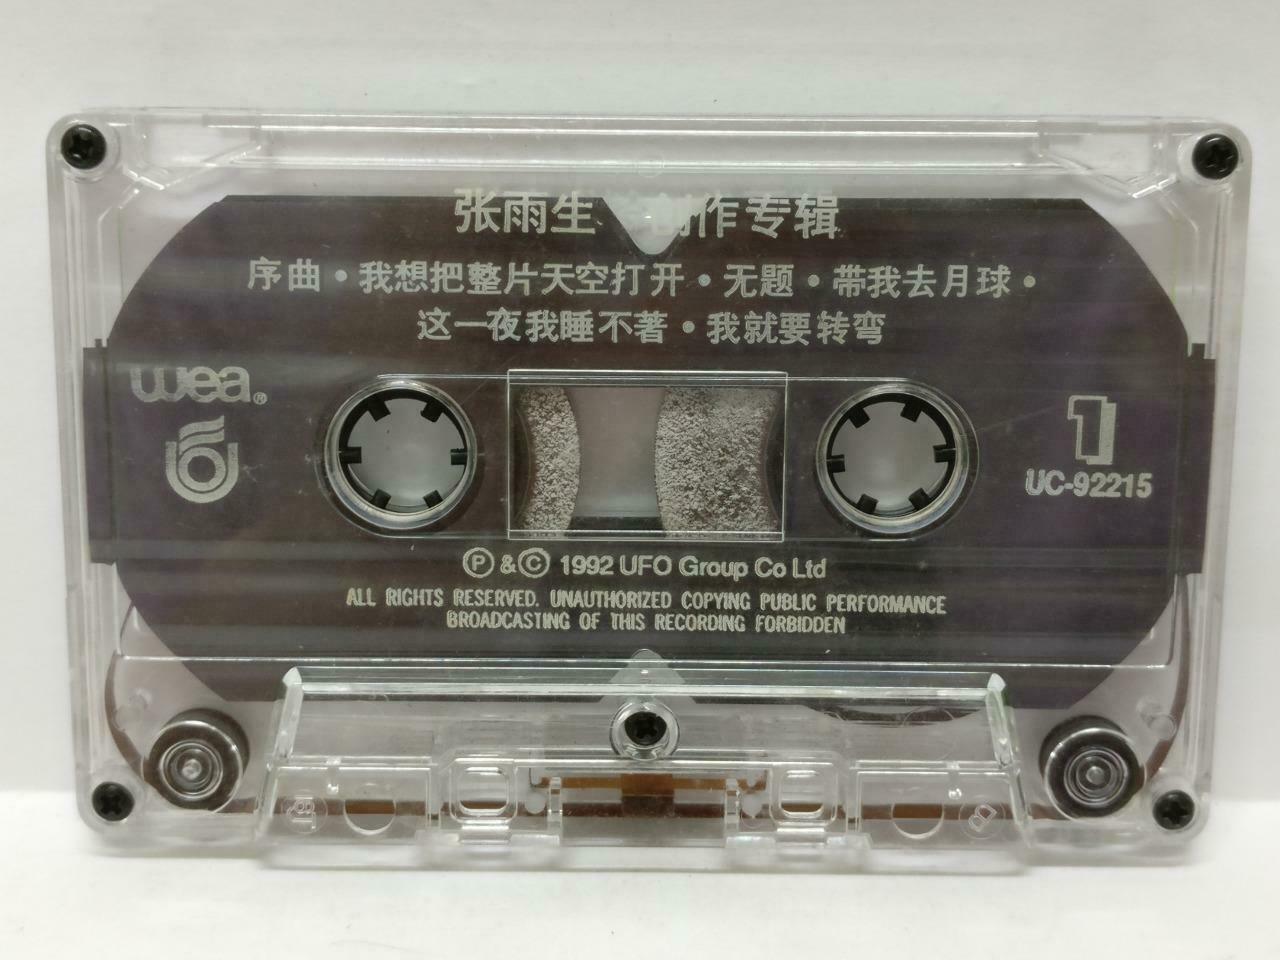 张雨生 创作专辑
序曲・我想把整片天空打开・无题・带我去月球・
这一夜我睡不著・我就要转弯
wea®
1
UC-92215
Ⓟ &© 1992 UFO Group Co Ltd
ALL RIGHTS RESERVED. UNAUTHORIZED COPYING PUBLIC PERFORMANCE
BROADCASTING OF THIS RECORDING FORBIDDEN